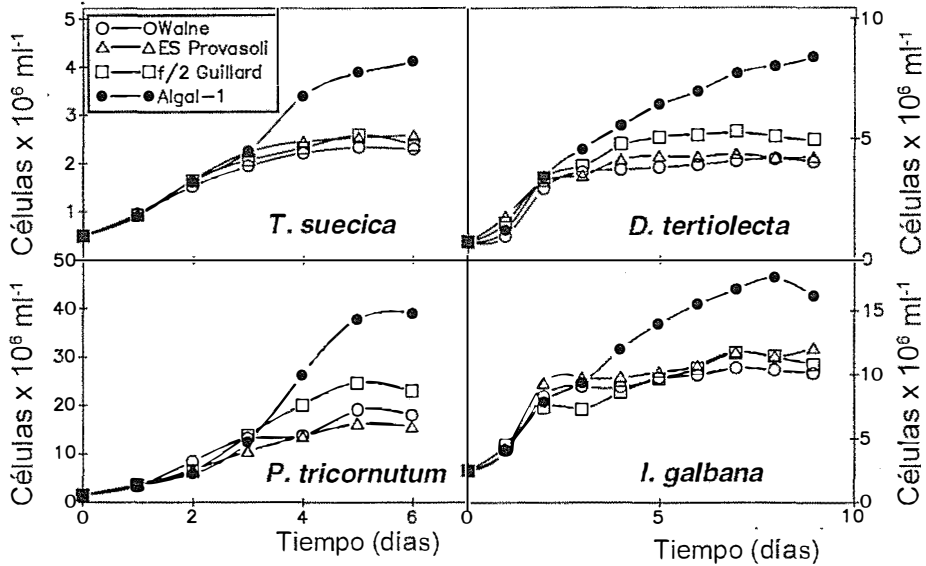 Walne
ES Provasoli
f/2 Guillard
Algal-1
Células x 10⁶ ml⁻¹
5
4
3
2
1
T. suecica
10
5
0
Células x 10⁶ ml⁻¹
D. tertiolecta
Células x 10⁶ ml⁻¹
50
40
30
20
10
0
P. tricornutum
15
10
5
0
Células x 10⁶ ml⁻¹
I. galbana
0 2 4 6
Tiempo (días)
0 5 10
Tiempo (días)